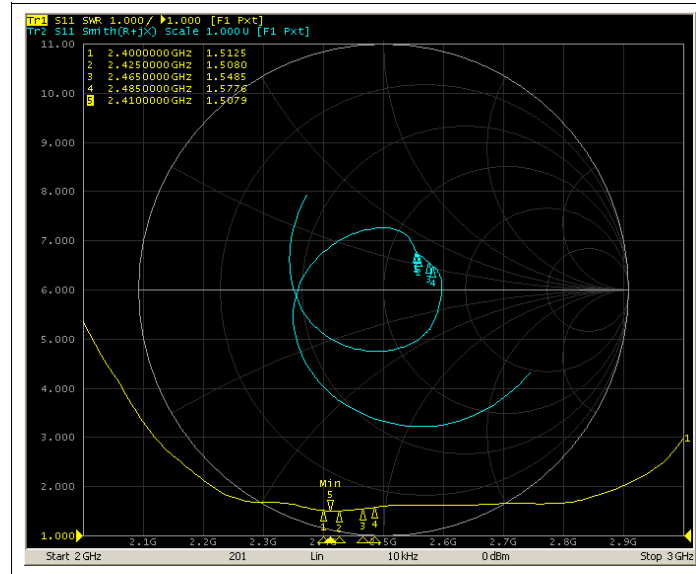 Tr1 S11 SWR 1.000/ ▶1.000 [F1 Pxt]
Tr2 S11 Smith(R+jX) Scale 1.000U [F1 Pxt]
11.00
1 2.4000000GHz 1.5125
2 2.4250000GHz 1.5080
3 2.4650000GHz 1.5485
4 2.4850000GHz 1.5776
5 2.4100000GHz 1.5079
10.00
9.000
8.000
7.000
6.000
5.000
4.000
3.000
2.000
1.000
Min
5
1 2 3 4
3 4
1
2.1G 2.2G 2.3G 2.5G 2.6G 2.7G 2.8G 2.9G
Start 2 GHz 201 Lin 10 kHz 0 dBm Stop 3 GHz